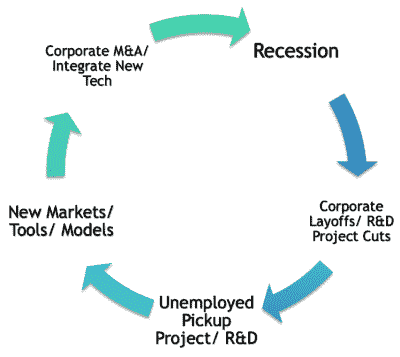 Corporate M&A/
Integrate New
Tech
Recession
Corporate
Layoffs/ R&D
Project Cuts
Unemployed
Pickup
Project/ R&D
New Markets/
Tools/ Models